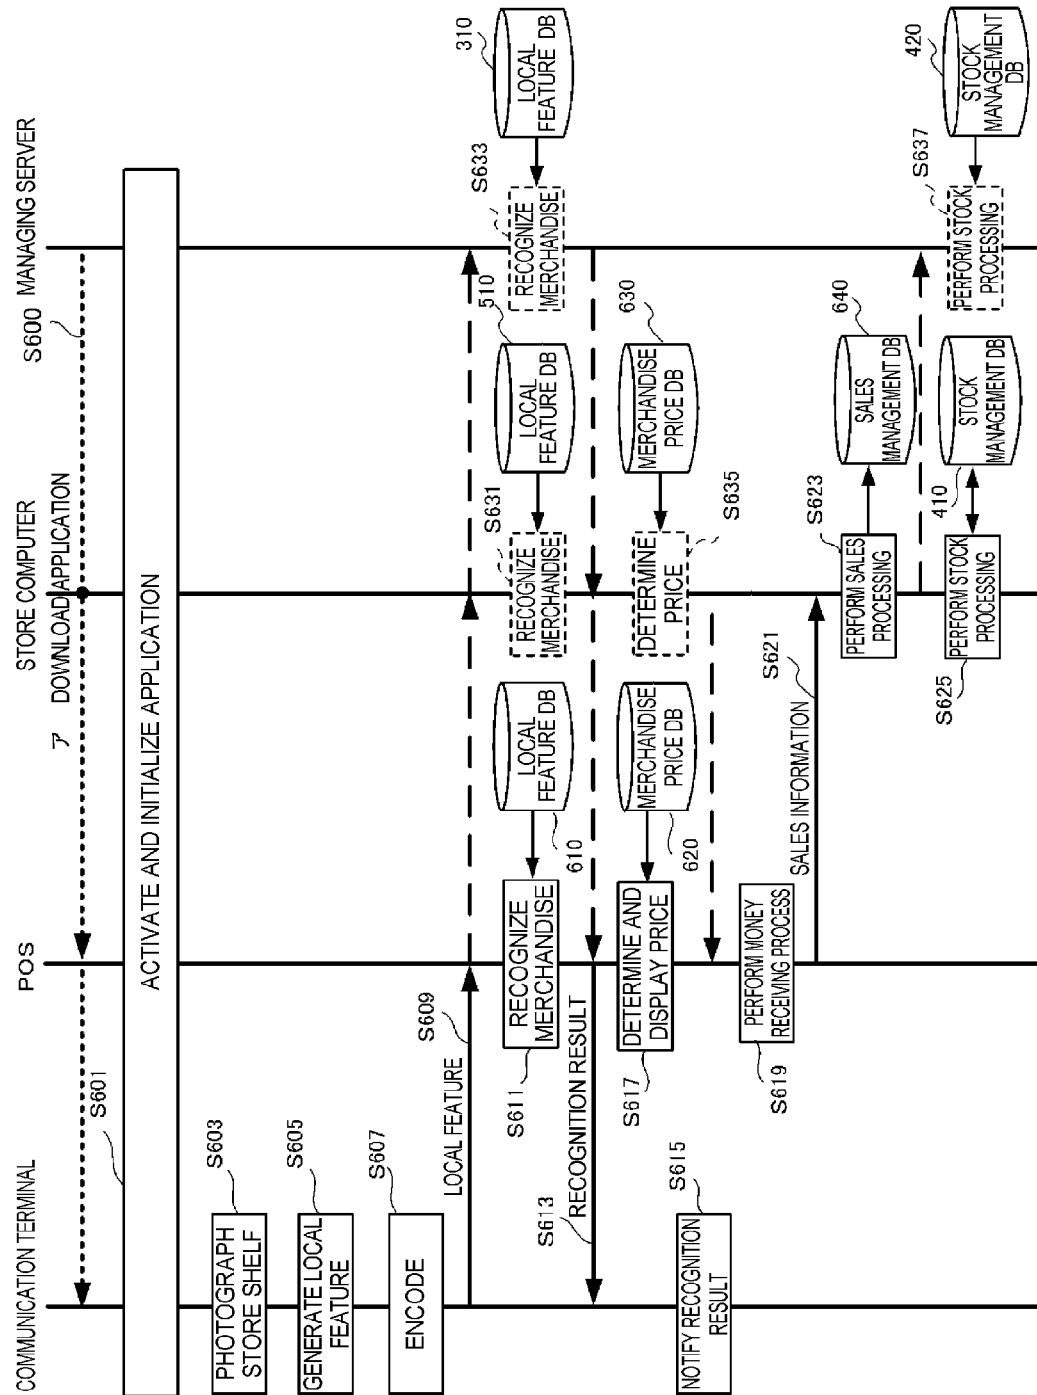 COMMUNICATION TERMINAL
POS
STORE COMPUTER
MANAGING SERVER
S600
ア
DOWNLOAD APPLICATION
S601
ACTIVATE AND INITIALIZE APPLICATION
S603
PHOTOGRAPH
STORE SHELF
S605
GENERATE LOCAL
FEATURE
S607
ENCODE
LOCAL FEATURE
S609
S611
RECOGNIZE
MERCHANDISE
LOCAL
FEATURE DB
610
S631
RECOGNIZE
MERCHANDISE
LOCAL
FEATURE DB
510
S633
RECOGNIZE
MERCHANDISE
LOCAL
FEATURE DB
310
S613
RECOGNITION RESULT
S615
NOTIFY RECOGNITION
RESULT
S617
DETERMINE AND
DISPLAY PRICE
MERCHANDISE
PRICE DB
620
DETERMINE
PRICE
S635
MERCHANDISE
PRICE DB
630
S619
PERFORM MONEY
RECEIVING PROCESS
SALES INFORMATION
S621
S623
PERFORM SALES
PROCESSING
SALES
MANAGEMENT DB
640
S625
PERFORM STOCK
PROCESSING
410
STOCK
MANAGEMENT DB
S637
PERFORM STOCK
PROCESSING
STOCK
MANAGEMENT
DB
420